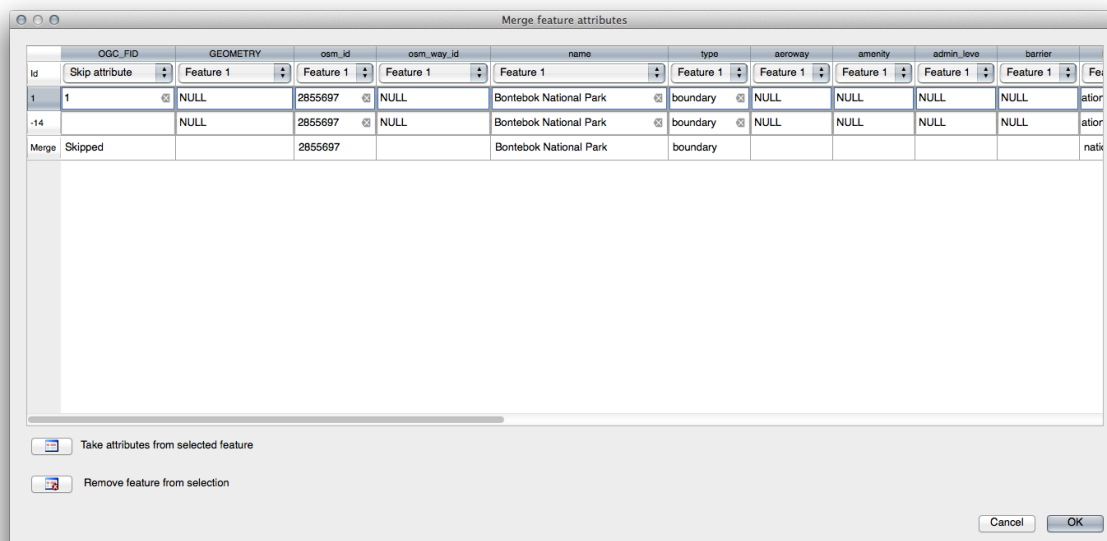 Merge feature attributes
OGC_FID GEOMETRY osm_id osm_way_id name type aeroway amenity admin_leve barrier
Id Skip attribute Feature 1 Feature 1 Feature 1 Feature 1 Feature 1 Feature 1 Feature 1 Feature 1 Feature 1 Fea
1 1 NULL 2855697 NULL Bontebok National Park boundary NULL NULL NULL NULL ation
-14 NULL 2855697 NULL Bontebok National Park boundary NULL NULL NULL NULL ation
Merge Skipped 2855697 Bontebok National Park boundary natio
Take attributes from selected feature
Remove feature from selection
Cancel OK